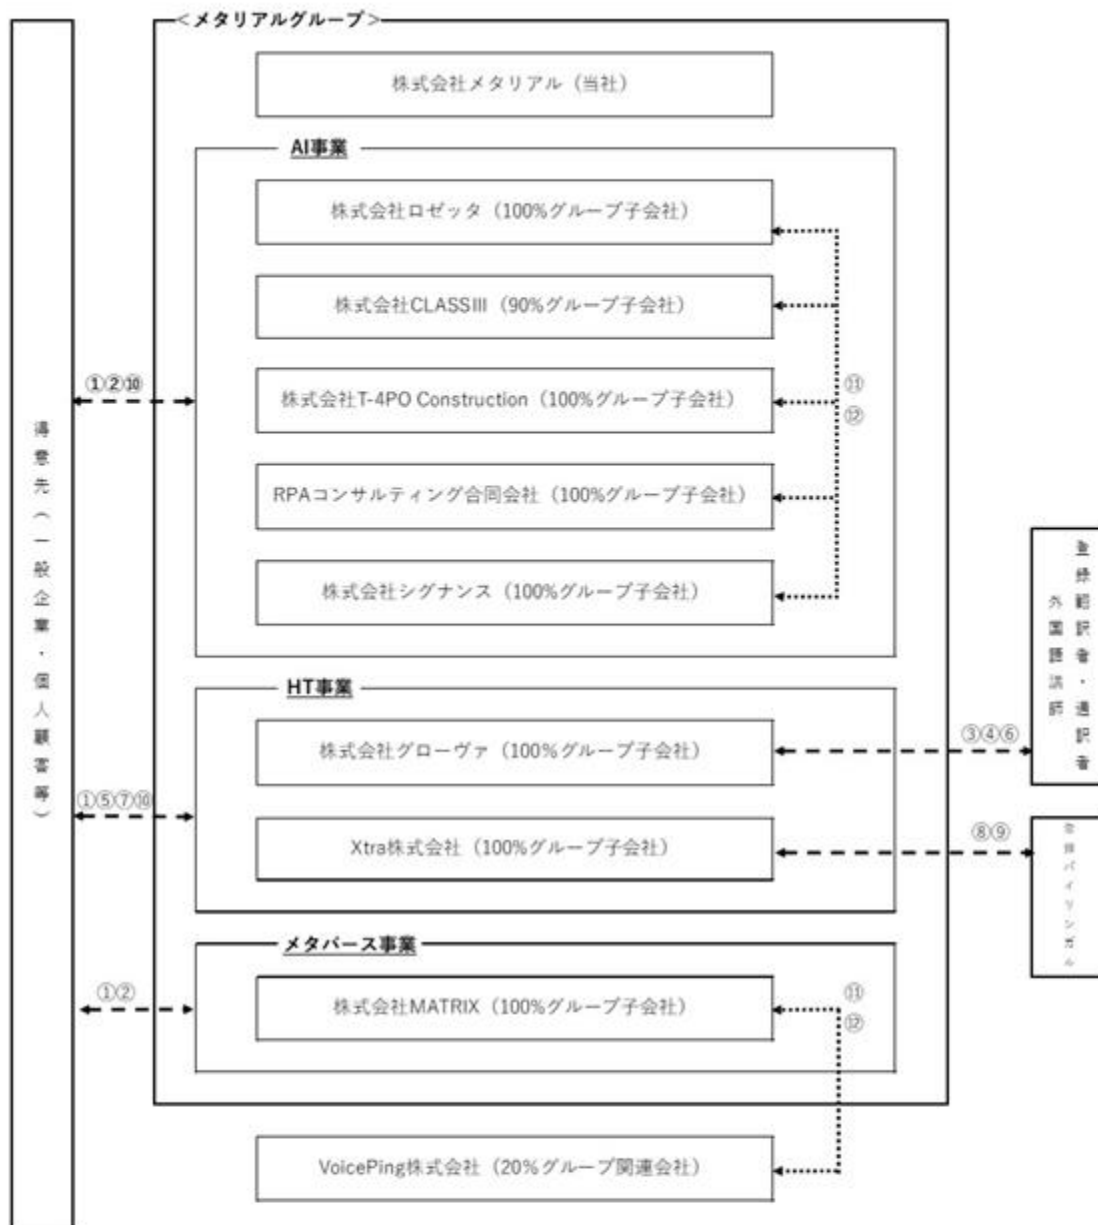 <メタリアルグループ>
株式会社メタリアル（当社）
AI事業
株式会社ロゼッタ（100%グループ子会社）
株式会社CLASSIII（90%グループ子会社）
①②⑩
株式会社T-4PO Construction（100%グループ子会社）
⑪
⑫
RPAコンサルティング合同会社（100%グループ子会社）
株式会社シグナンス（100%グループ子会社）
得意先（一般企業・個人顧客等）
HT事業
株式会社グローヴァ（100%グループ子会社）
③④⑥
登録翻訳者・通訳者
外国語講師
①⑤⑦⑩
Xtra株式会社（100%グループ子会社）
⑧⑨
登録バイリンガル
メタバース事業
①②
株式会社MATRIX（100%グループ子会社）
⑪
⑫
VoicePing株式会社（20%グループ関連会社）